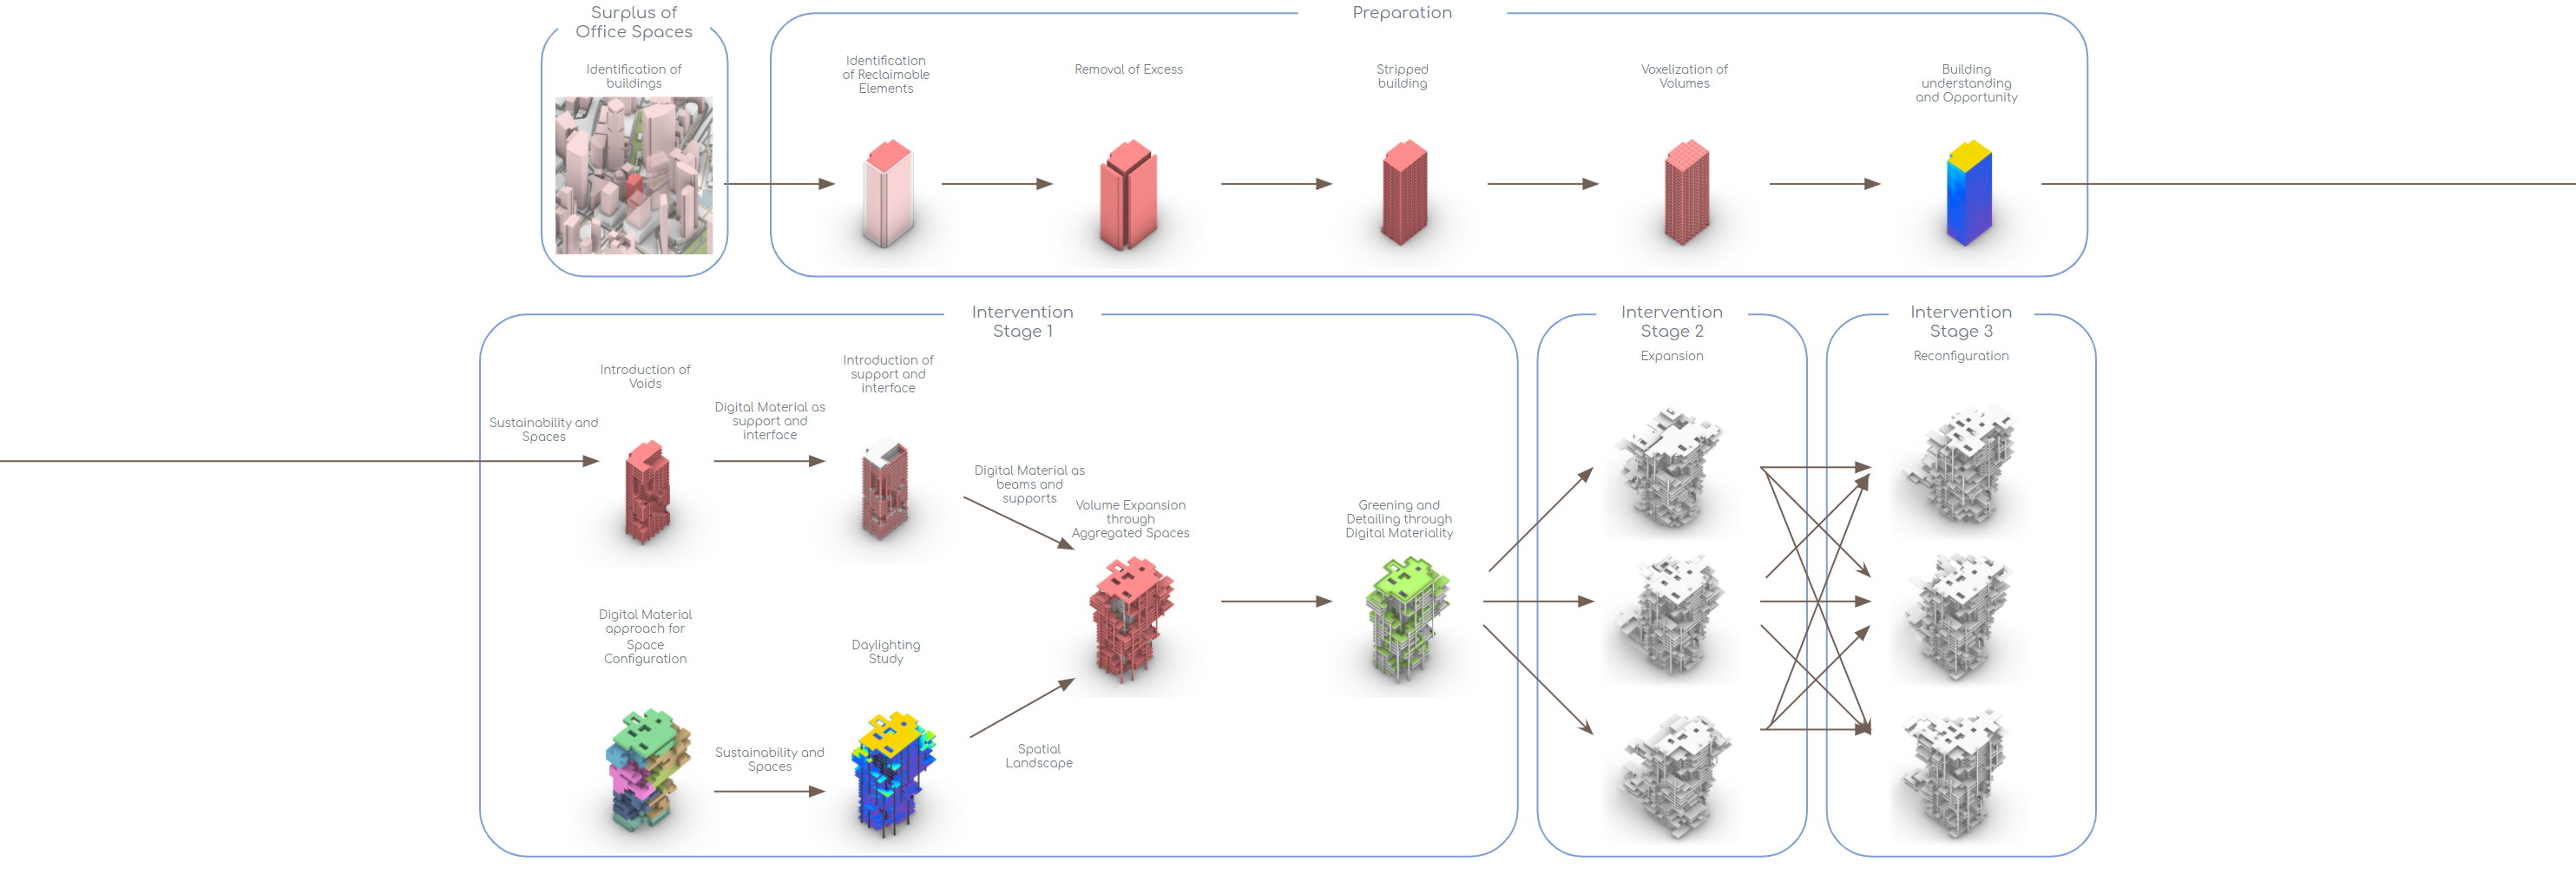 Surplus of
Office Spaces
Identification of
buildings
Preparation
Identification
of Reclaimable
Elements
Removal of Excess
Stripped
building
Voxelization of
Volumes
Building
understanding
and Opportunity
Intervention
Stage 1
Sustainability and
Spaces
Introduction of
Voids
Digital Material as
support and
interface
Introduction of
support and
interface
Digital Material as
beams and
supports
Volume Expansion
through
Aggregated Spaces
Greening and
Detailing through
Digital Materiality
Digital Material
approach for
Space
Configuration
Sustainability and
Spaces
Daylighting
Study
Spatial
Landscape
Intervention
Stage 2
Expansion
Intervention
Stage 3
Reconfiguration